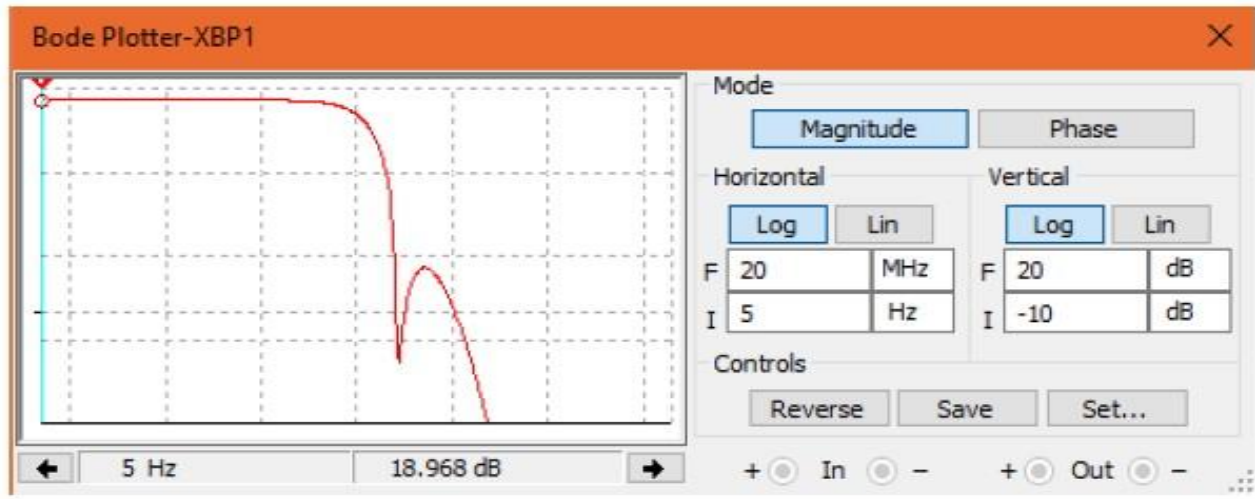 Bode Plotter-XBP1
Mode
Magnitude Phase
Horizontal Vertical
Log Lin Log Lin
F 20 MHz F 20 dB
I 5 Hz I -10 dB
Controls
Reverse Save Set...
5 Hz 18.968 dB + In - + Out -